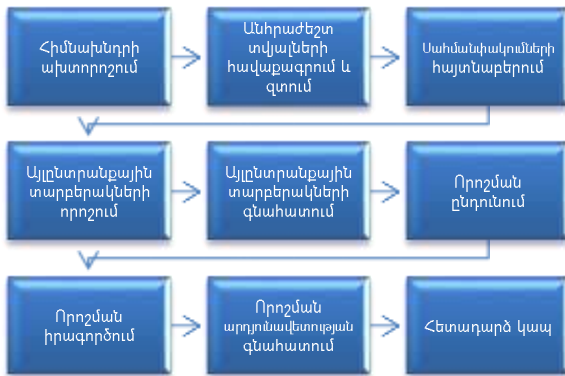 Հիմնախնդրի
ախտորոշում
Անհրաժեշտ
տվյալների
հավաքագրում և
զտում
Սահմանփակումների
հայտնաբերում
Այլընտրանքային
տարբերակների
որոշում
Այլընտրանքային
տարբերակների
գնահատում
Որոշման
ընդունում
Որոշման
իրագործում
Որոշման
արդյունավետության
գնահատում
Հետադարձ կապ